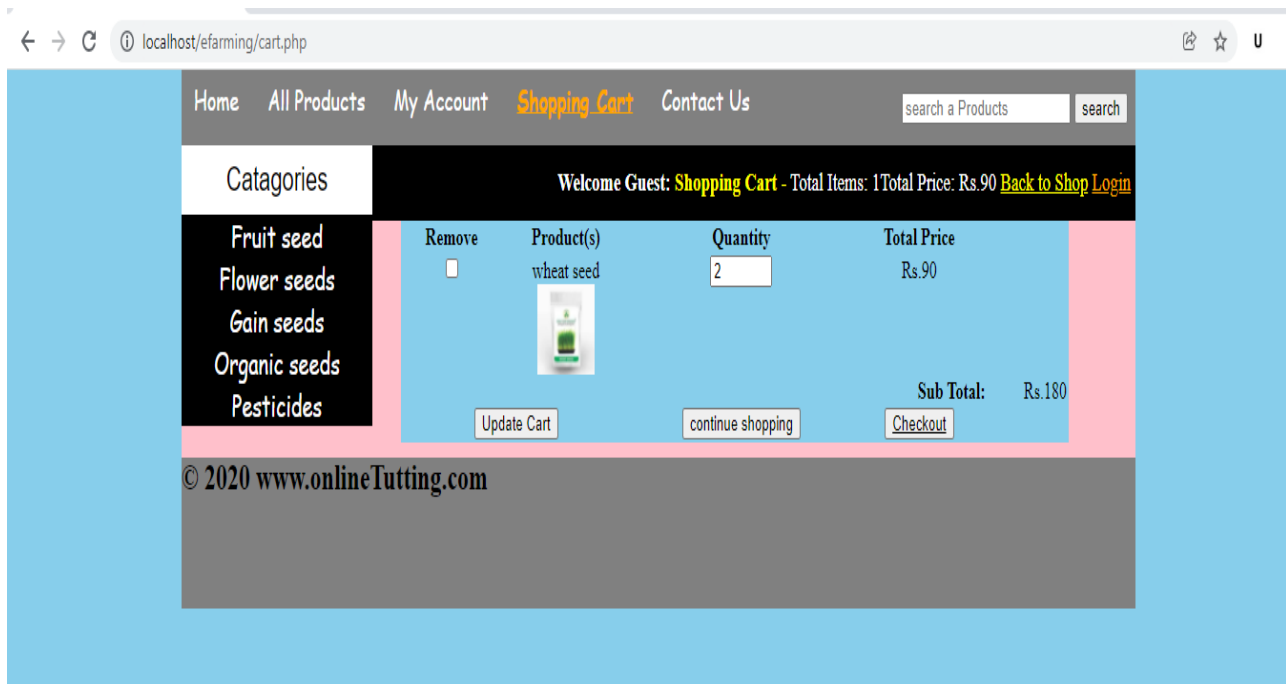 localhost/efarming/cart.php
U
Home All Products My Account Shopping Cart Contact Us search a Products search
Catagories
Welcome Guest: Shopping Cart - Total Items: 1Total Price: Rs.90 Back to Shop Login
Fruit seed
Flower seeds
Gain seeds
Organic seeds
Pesticides
Remove Product(s) Quantity Total Price
wheat seed 2 Rs.90
Sub Total: Rs.180
Update Cart continue shopping Checkout
© 2020 www.onlineTutting.com